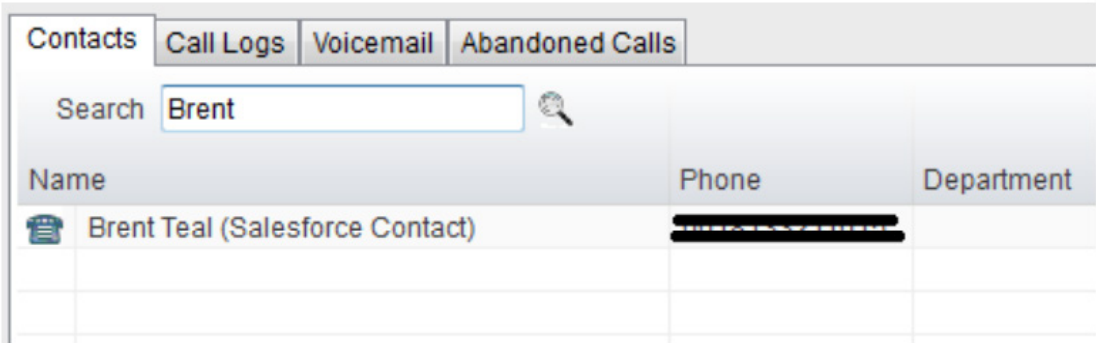 Contacts Call Logs Voicemail Abandoned Calls
Search Brent
Name Phone Department
Brent Teal (Salesforce Contact)